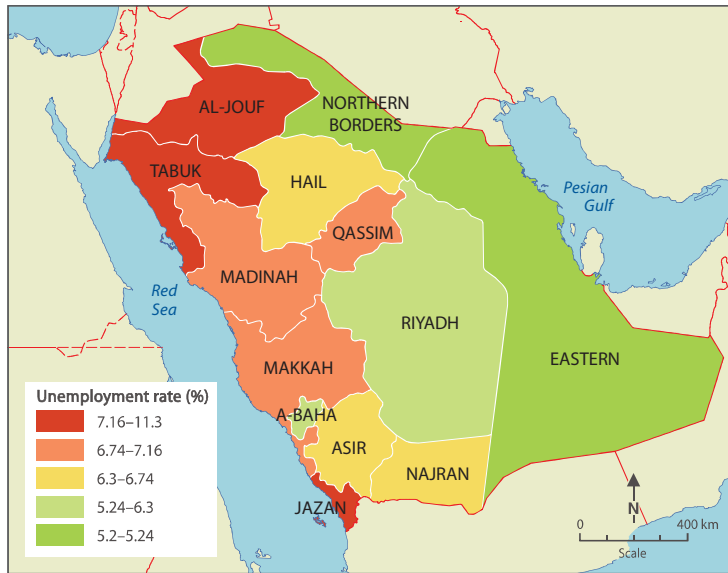 AL-JOUF
NORTHERN
BORDERS
TABUK
HAIL
Pesian
Gulf
QASSIM
MADINAH
Red
Sea
RIYADH
EASTERN
MAKKAH
A-BAHA
ASIR
NAJRAN
JAZAN
Unemployment rate (%)
7.16–11.3
6.74–7.16
6.3–6.74
5.24–6.3
5.2–5.24
N
0 400 km
Scale